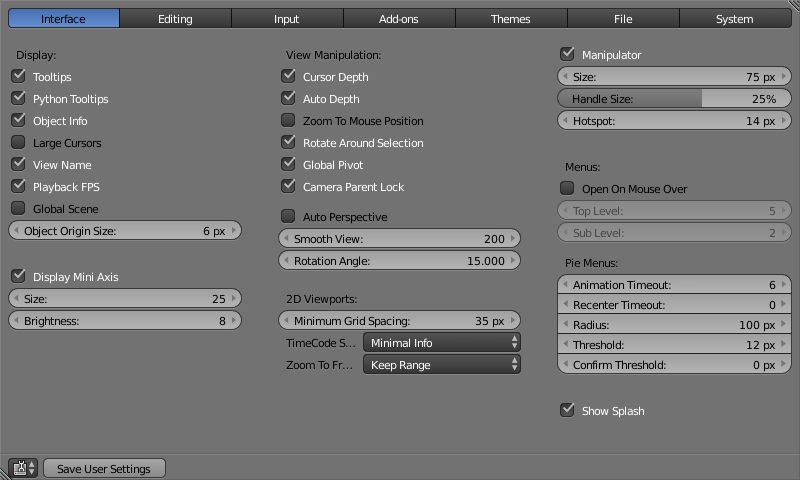 Interface Editing Input Add-ons Themes File System
Display:
Tooltips
Python Tooltips
Object Info
Large Cursors
View Name
Playback FPS
Global Scene
Object Origin Size: 6 px
Display Mini Axis
Size: 25
Brightness: 8
View Manipulation:
Cursor Depth
Auto Depth
Zoom To Mouse Position
Rotate Around Selection
Global Pivot
Camera Parent Lock
Auto Perspective
Smooth View: 200
Rotation Angle: 15.000
2D Viewports:
Minimum Grid Spacing: 35 px
TimeCode S... Minimal Info
Zoom To Fr... Keep Range
Manipulator
Size: 75 px
Handle Size: 25%
Hotspot: 14 px
Menus:
Open On Mouse Over
Top Level: 5
Sub Level: 2
Pie Menus:
Animation Timeout: 6
Recenter Timeout: 0
Radius: 100 px
Threshold: 12 px
Confirm Threshold: 0 px
Show Splash
Save User Settings